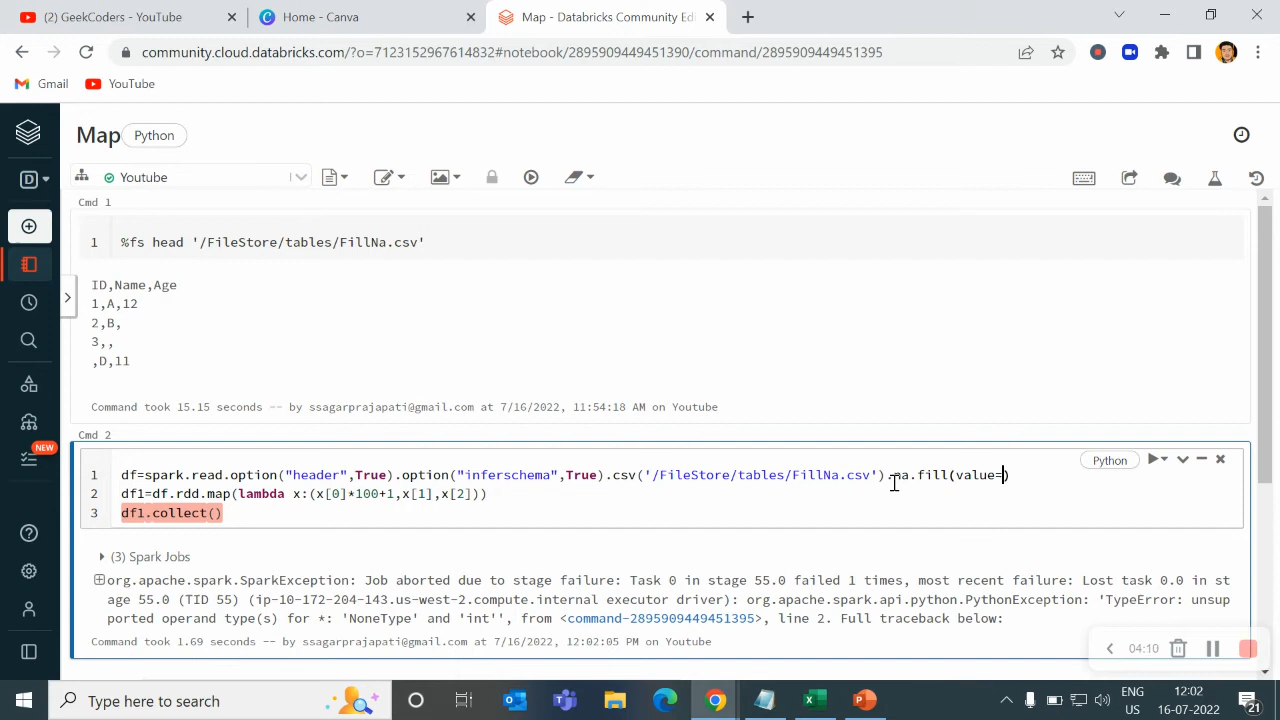 (2) GeekCoders - YouTube
Home - Canva
Map - Databricks Community Edi
community.cloud.databricks.com/?o=7123152967614832#notebook/2895909449451390/command/2895909449451395
Gmail
YouTube
Map
Python
D
Youtube
Cmd 1
1 %fs head '/FileStore/tables/FillNa.csv'
ID,Name,Age
1,A,12
2,B,
3,,
,D,11
Command took 15.15 seconds -- by ssagarprajapati@gmail.com at 7/16/2022, 11:54:18 AM on Youtube
Cmd 2
NEW
1 df=spark.read.option("header",True).option("inferschema",True).csv('/FileStore/tables/FillNa.csv').na.fill(value=)
Python
2 df1=df.rdd.map(lambda x:(x[0]*100+1,x[1],x[2]))
3 df1.collect()
(3) Spark Jobs
org.apache.spark.SparkException: Job aborted due to stage failure: Task 0 in stage 55.0 failed 1 times, most recent failure: Lost task 0.0 in st
age 55.0 (TID 55) (ip-10-172-204-143.us-west-2.compute.internal executor driver): org.apache.spark.api.python.PythonException: 'TypeError: unsu
pported operand type(s) for *: 'NoneType' and 'int'', from <command-2895909449451395>, line 2. Full traceback below:
Command took 1.69 seconds -- by ssagarprajapati@gmail.com at 7/16/2022, 12:02:05 PM on Youtube
04:10
Type here to search
ENG
US
12:02
16-07-2022
21